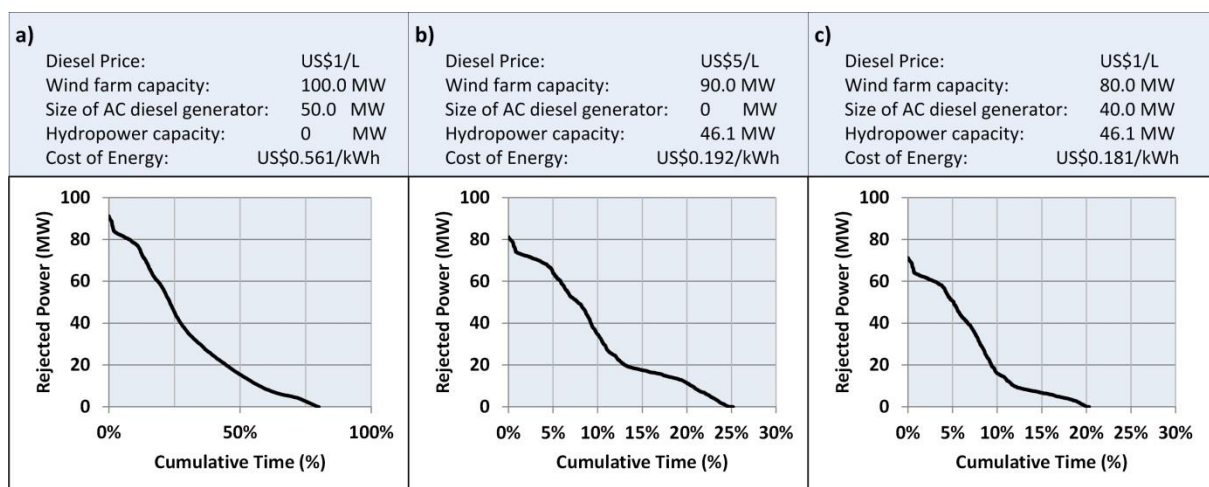 a)
Diesel Price: US$1/L
Wind farm capacity: 100.0 MW
Size of AC diesel generator: 50.0 MW
Hydropower capacity: 0 MW
Cost of Energy: US$0.561/kWh
b)
Diesel Price: US$5/L
Wind farm capacity: 90.0 MW
Size of AC diesel generator: 0 MW
Hydropower capacity: 46.1 MW
Cost of Energy: US$0.192/kWh
c)
Diesel Price: US$1/L
Wind farm capacity: 80.0 MW
Size of AC diesel generator: 40.0 MW
Hydropower capacity: 46.1 MW
Cost of Energy: US$0.181/kWh
Rejected Power (MW)
100
80
60
40
20
0
0% 50% 100%
Cumulative Time (%)
Rejected Power (MW)
100
80
60
40
20
0
0% 5% 10% 15% 20% 25% 30%
Cumulative Time (%)
Rejected Power (MW)
100
80
60
40
20
0
0% 5% 10% 15% 20% 25% 30%
Cumulative Time (%)